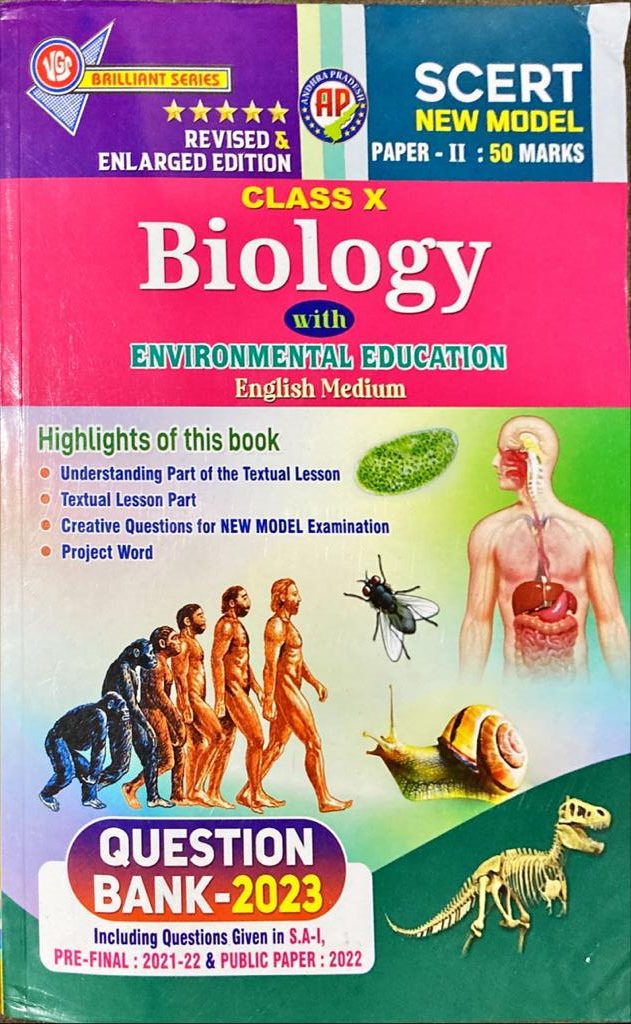 VGS
BRILLIANT SERIES
REVISED &
ENLARGED EDITION
ANDHRA PRADESH
AP
SCERT
NEW MODEL
PAPER - II : 50 MARKS
CLASS X
Biology
with
ENVIRONMENTAL EDUCATION
English Medium
Highlights of this book
Understanding Part of the Textual Lesson
Textual Lesson Part
Creative Questions for NEW MODEL Examination
Project Word
QUESTION
BANK-2023
Including Questions Given in S.A-I,
PRE-FINAL : 2021-22 & PUBLIC PAPER : 2022